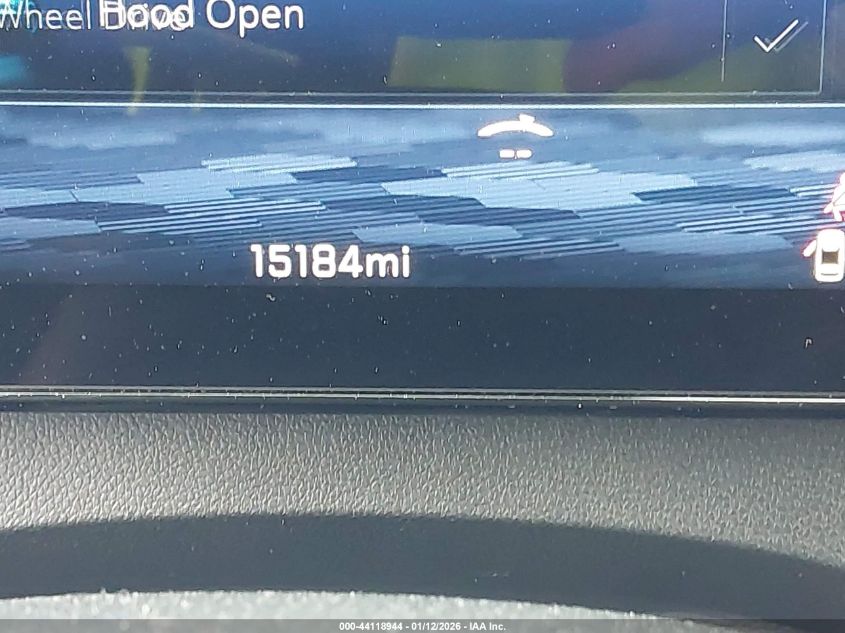 Wheel Drive
Hood Open
15184mi
000-44118944 - 01/12/2026 - IAA Inc.